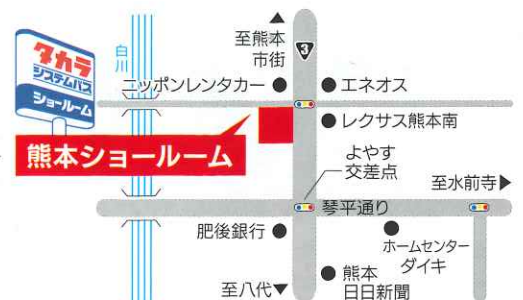 至熊本
市街
3
タカラ
システムバス
ショールーム
白川
ニッポンレンタカー
エネオス
レクサス熊本南
熊本ショールーム
よやす
交差点
至水前寺▶
琴平通り
肥後銀行
ホームセンター
ダイキ
熊本
日日新聞
至八代▼